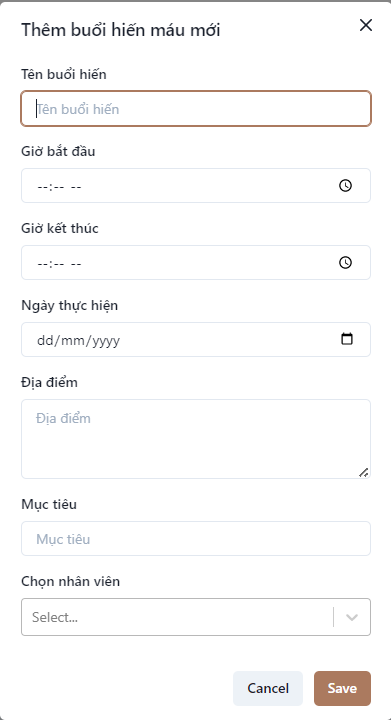 Thêm buổi hiến máu mới
Tên buổi hiến
Tên buổi hiến
Giờ bắt đầu
--:-- --
Giờ kết thúc
--:-- --
Ngày thực hiện
dd/mm/yyyy
Địa điểm
Địa điểm
Mục tiêu
Mục tiêu
Chọn nhân viên
Select...
Cancel Save